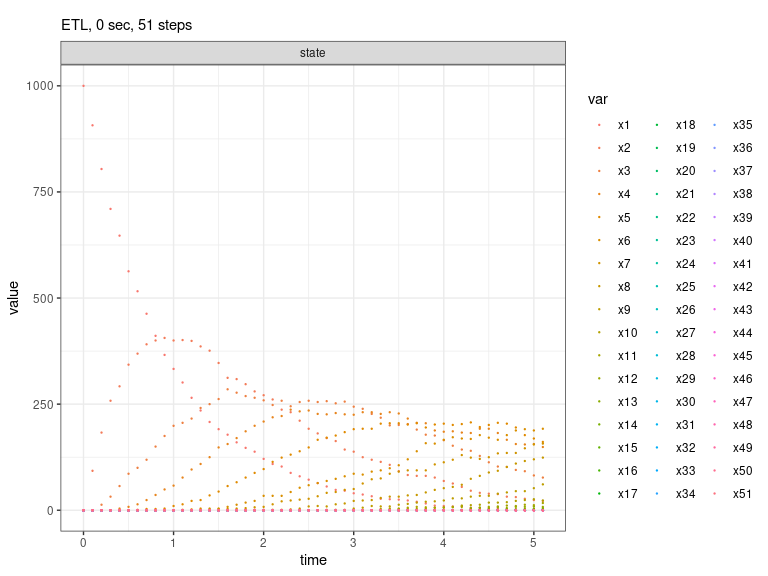 ETL, 0 sec, 51 steps
state
1000
750
500
250
0
value
0 1 2 3 4 5
time
var
x1 x18 x35
x2 x19 x36
x3 x20 x37
x4 x21 x38
x5 x22 x39
x6 x23 x40
x7 x24 x41
x8 x25 x42
x9 x26 x43
x10 x27 x44
x11 x28 x45
x12 x29 x46
x13 x30 x47
x14 x31 x48
x15 x32 x49
x16 x33 x50
x17 x34 x51